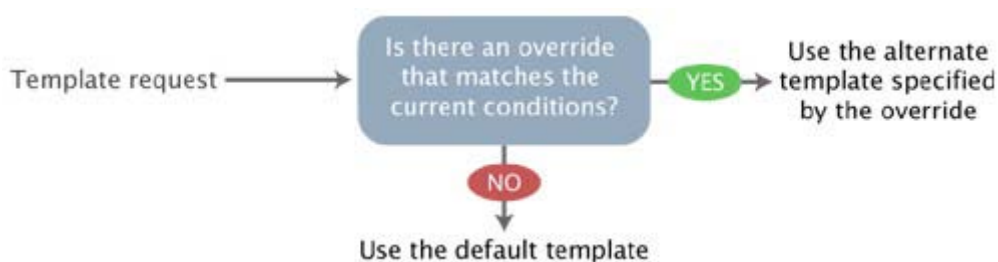 Template request
Is there an override
that matches the
current conditions?
YES
Use the alternate
template specified
by the override
NO
Use the default template